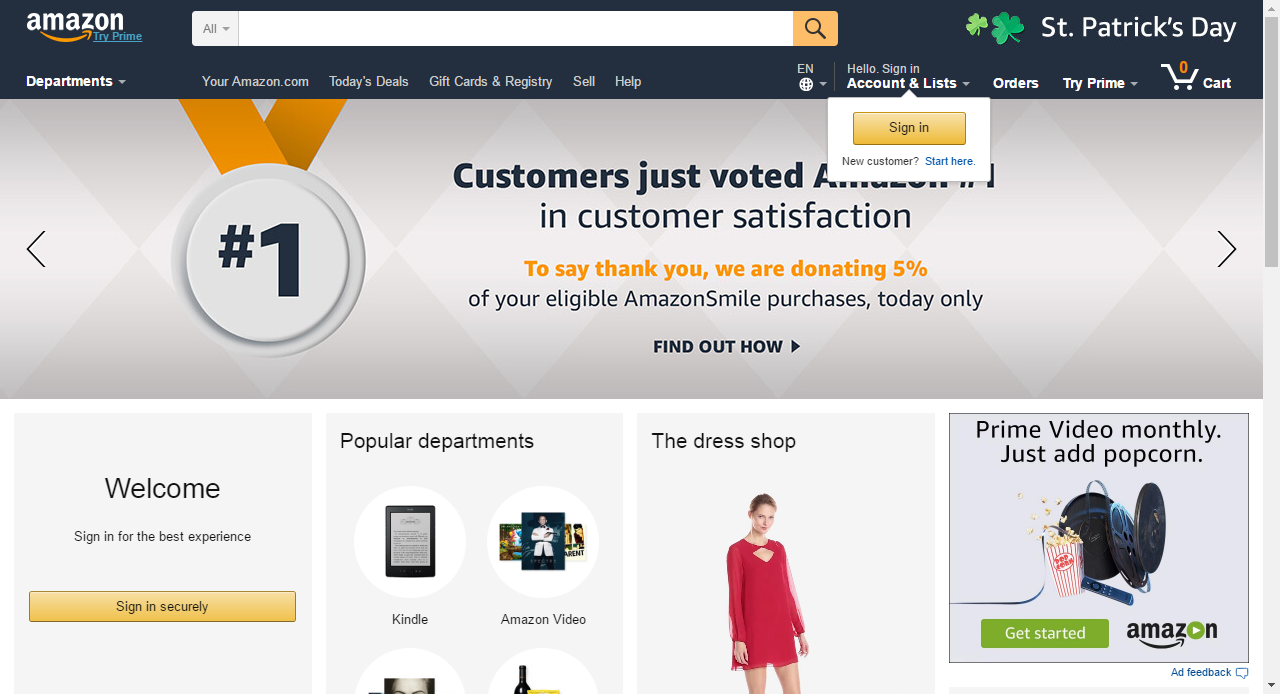 amazon
Try Prime
All
St. Patrick's Day
Departments
Your Amazon.com
Today's Deals
Gift Cards & Registry
Sell
Help
EN
Hello. Sign in
Account & Lists
Orders
Try Prime
0
Cart
Sign in
New customer? Start here.
#1
Customers just voted Amazon #1
in customer satisfaction
To say thank you, we are donating 5%
of your eligible AmazonSmile purchases, today only
FIND OUT HOW
Welcome
Sign in for the best experience
Sign in securely
Popular departments
Kindle
Amazon Video
The dress shop
Prime Video monthly.
Just add popcorn.
Get started
amazon
Ad feedback